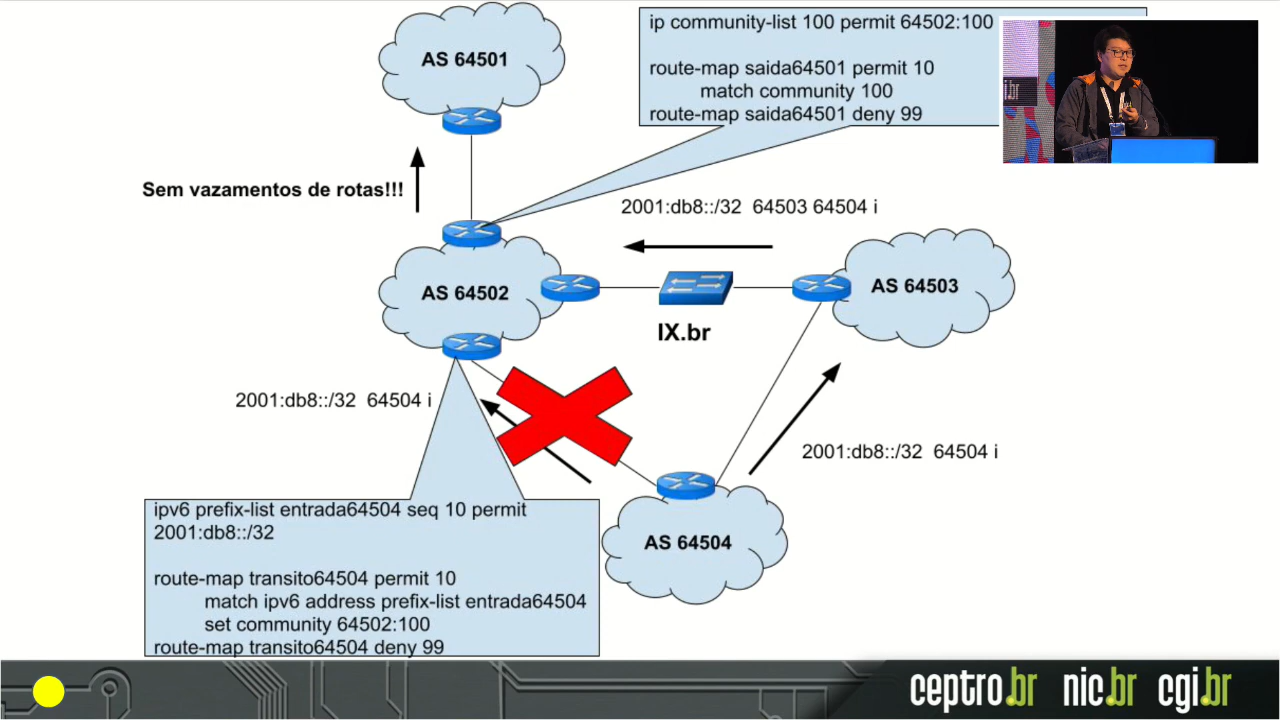 AS 64501
ip community-list 100 permit 64502:100
route-map saida64501 permit 10
match community 100
route-map saida64501 deny 99
Sem vazamentos de rotas!!!
2001:db8::/32 64503 64504 i
AS 64502
AS 64503
IX.br
2001:db8::/32 64504 i
2001:db8::/32 64504 i
ipv6 prefix-list entrada64504 seq 10 permit
2001:db8::/32
route-map transito64504 permit 10
match ipv6 address prefix-list entrada64504
set community 64502:100
route-map transito64504 deny 99
AS 64504
ceptro.br nic.br cgi.br